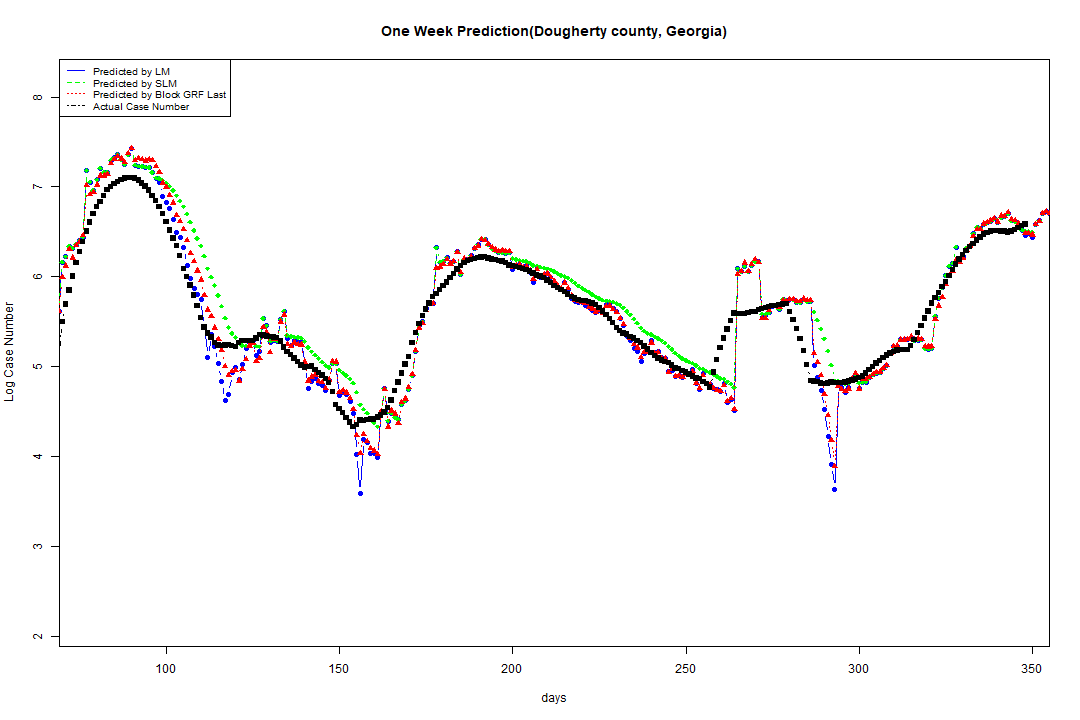 One Week Prediction(Dougherty county, Georgia)
Predicted by LM
Predicted by SLM
Predicted by Block GRF Last
Actual Case Number
8
7
6
5
4
3
2
Log Case Number
100 150 200 250 300 350
days